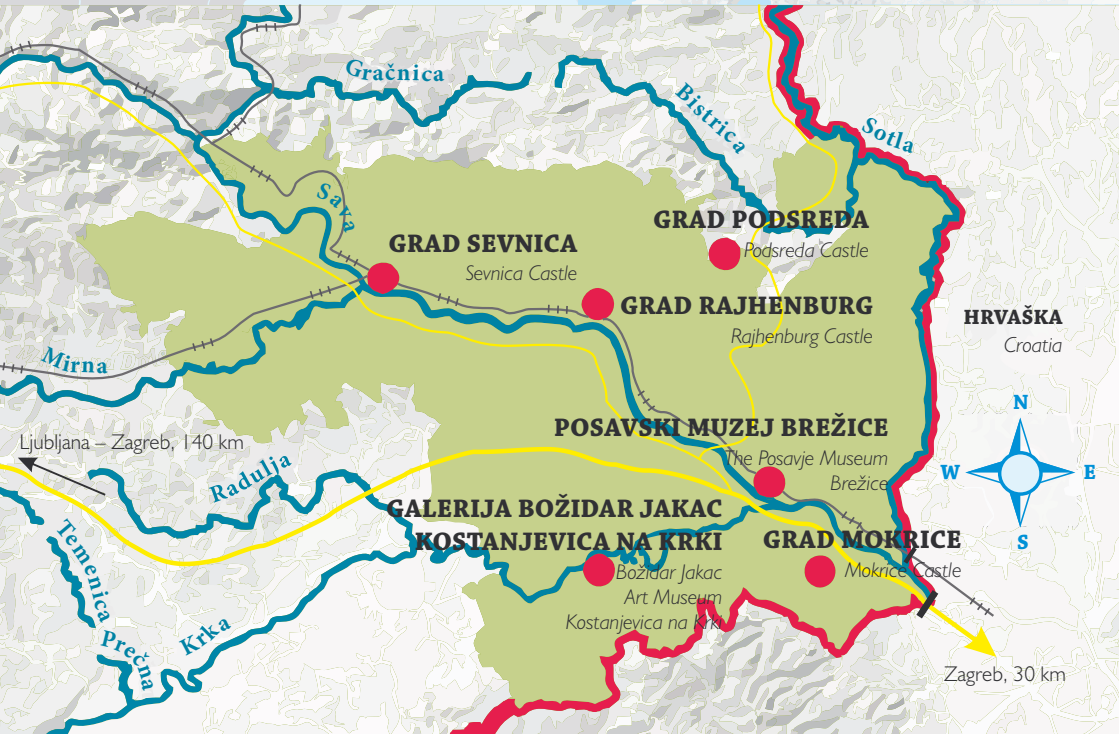 Gračnica
Bistrica
Sotla
Sava
GRAD PODSREDA
Podsreda Castle
GRAD SEVNICA
Sevnica Castle
GRAD RAJHENBURG
Rajhenburg Castle
HRVAŠKA
Croatia
Mirna
N
W
E
S
Ljubljana – Zagreb, 140 km
POSAVSKI MUZEJ BREŽICE
The Posavje Museum
Brežice
Radulja
GALERIJA BOŽIDAR JAKAC
KOSTANJEVICA NA KRKI
Božidar Jakac
Art Museum
Kostanjevica na Krki
GRAD MOKRICE
Mokrice Castle
Temenica
Prečna
Krka
Zagreb, 30 km